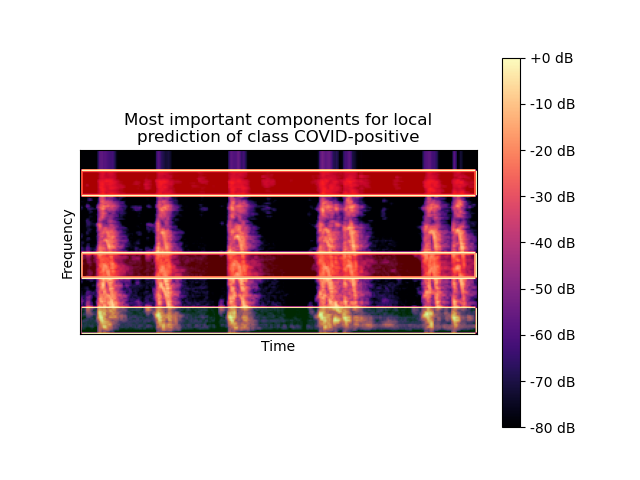 Most important components for local
prediction of class COVID-positive
Frequency
Time
+0 dB
-10 dB
-20 dB
-30 dB
-40 dB
-50 dB
-60 dB
-70 dB
-80 dB